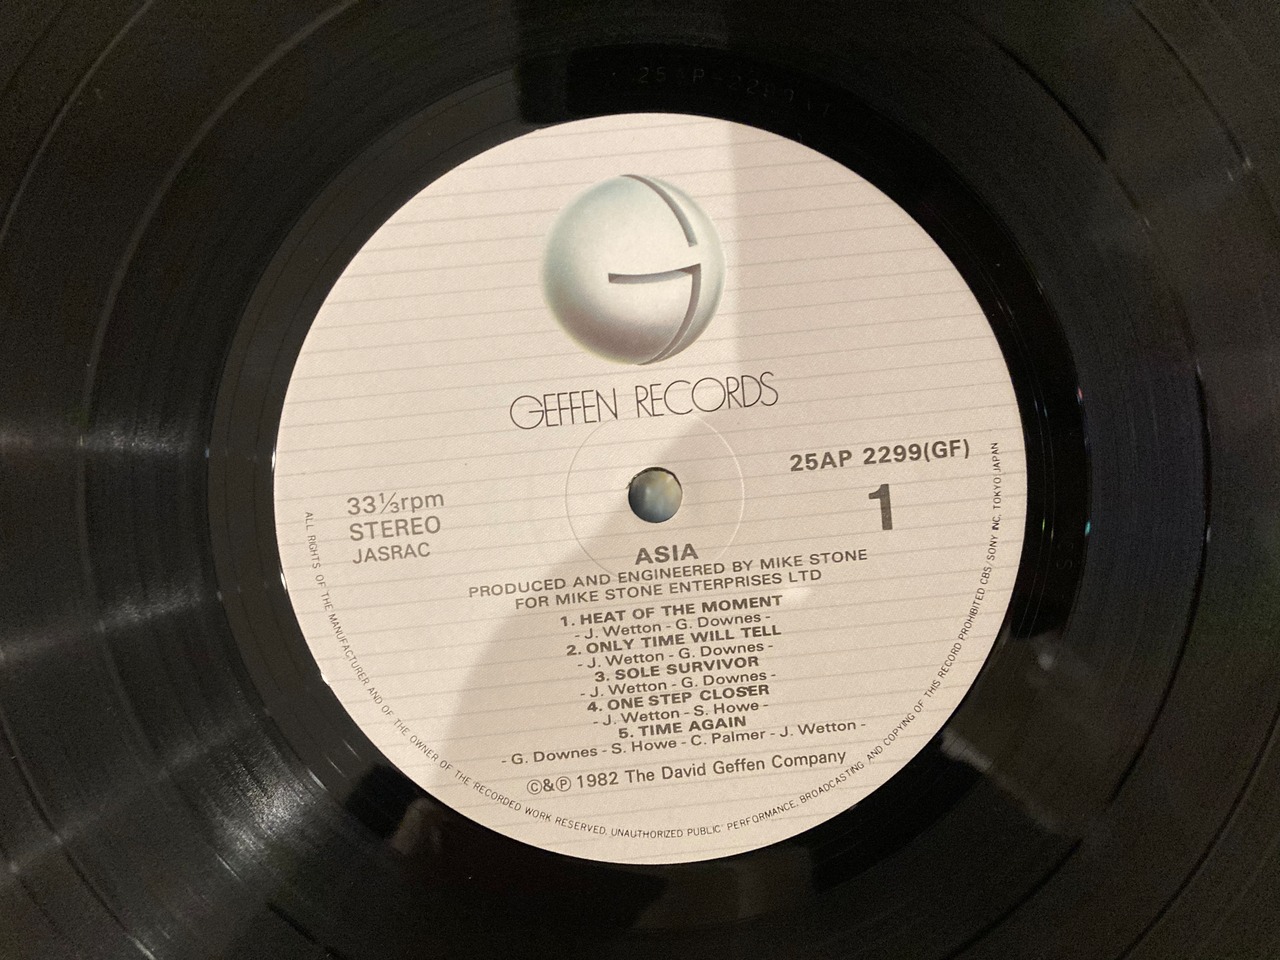 GEFFEN RECORDS
25AP 2299(GF)
1
33⅓rpm
STEREO
JASRAC
ASIA
PRODUCED AND ENGINEERED BY MIKE STONE
FOR MIKE STONE ENTERPRISES LTD
1. HEAT OF THE MOMENT
- J. Wetton - G. Downes -
2. ONLY TIME WILL TELL
- J. Wetton - G. Downes -
3. SOLE SURVIVOR
- J. Wetton - G. Downes -
4. ONE STEP CLOSER
- J. Wetton - S. Howe -
5. TIME AGAIN
- G. Downes - S. Howe - C. Palmer - J. Wetton -
©&℗ 1982 The David Geffen Company
ALL RIGHTS OF THE MANUFACTURER AND OF THE OWNER OF THE RECORDED WORK RESERVED. UNAUTHORIZED PUBLIC PERFORMANCE, BROADCASTING AND COPYING OF THIS RECORD PROHIBITED CBS/SONY INC. TOKYO JAPAN